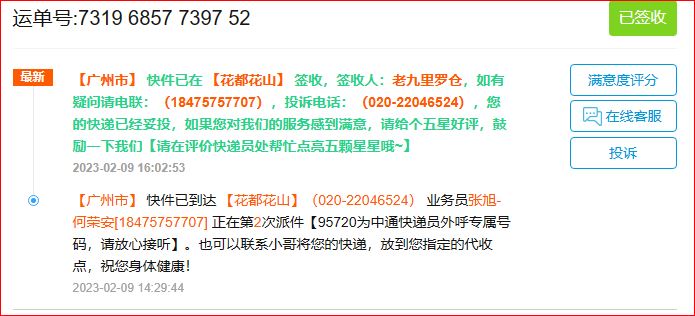 运单号:7319 6857 7397 52
已签收
最新
【广州市】 快件已在 【花都花山】 签收，签收人：老九里罗仓，如有
疑问请电联：（18475757707），投诉电话：（020-22046524），您
的快递已经妥投，如果您对我们的服务感到满意，请给个五星好评，鼓
励一下我们【请在评价快递员处帮忙点亮五颗星星哦~】
2023-02-09 16:02:53
满意度评分
在线客服
投诉
【广州市】 快件已到达 【花都花山】（020-22046524） 业务员张旭-
何荣安[18475757707] 正在第2次派件【95720为中通快递员外呼专属号
码，请放心接听】。也可以联系小哥将您的快递，放到您指定的代收
点，祝您身体健康！
2023-02-09 14:29:44